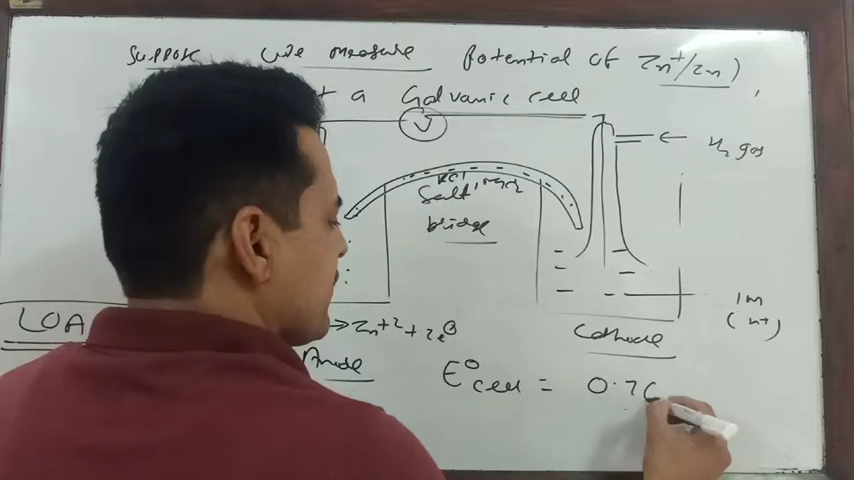 Suppose we measure potential of Zn+/Zn)
t a Galvanic cell
V
H2 gas
KCl
Salt
bridge
1M
(H+)
LOA
→ Zn+2 + 2e⊖
Cathode
Anode
E° cell = 0.76